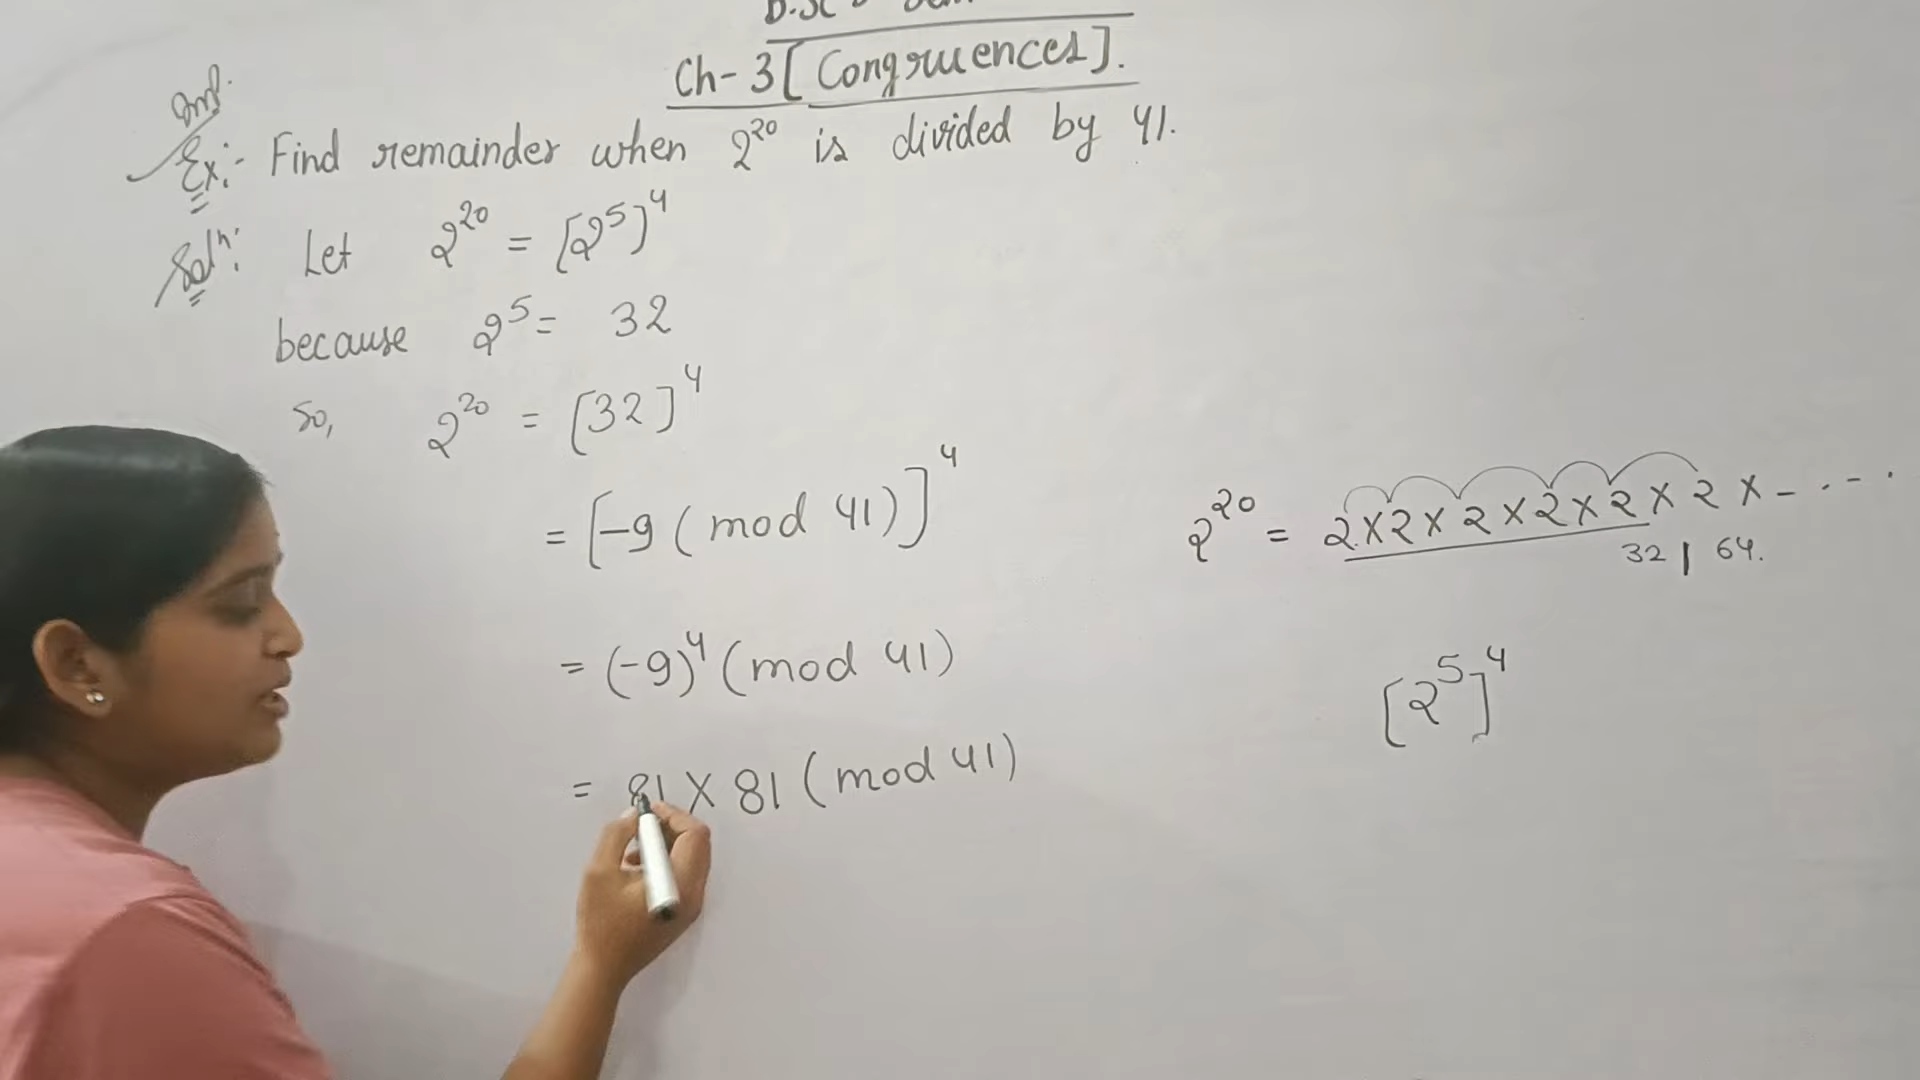 Ch-3 [Congruences].
Ex:- Find remainder when 2²⁰ is divided by 41.
Solⁿ: Let 2²⁰ = [2⁵]⁴
because 2⁵ = 32
So, 2²⁰ = [32]⁴
= [-9 (mod 41)]⁴
= (-9)⁴ (mod 41)
= 81 X 81 (mod 41)
2²⁰ = 2 X 2 X 2 X 2 X 2 X 2 X - . - .
32 | 64.
[2⁵]⁴